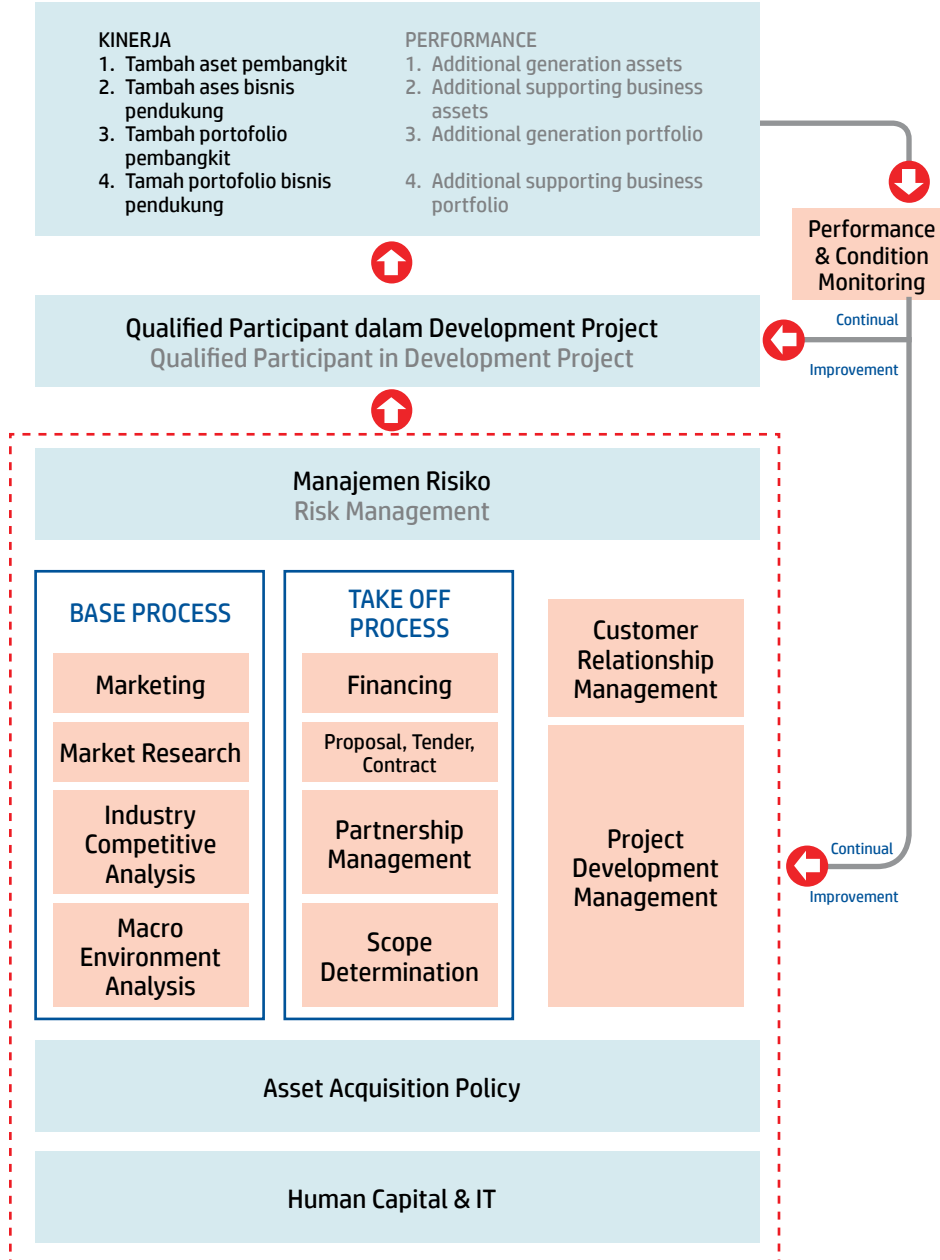 KINERJA
1. Tambah aset pembangkit
2. Tambah ases bisnis
pendukung
3. Tambah portofolio
pembangkit
4. Tamah portofolio bisnis
pendukung
PERFORMANCE
1. Additional generation assets
2. Additional supporting business
assets
3. Additional generation portfolio
4. Additional supporting business
portfolio
Performance
& Condition
Monitoring
Qualified Participant dalam Development Project
Qualified Participant in Development Project
Continual
Improvement
Manajemen Risiko
Risk Management
BASE PROCESS
Marketing
Market Research
Industry
Competitive
Analysis
Macro
Environment
Analysis
TAKE OFF
PROCESS
Financing
Proposal, Tender,
Contract
Partnership
Management
Scope
Determination
Customer
Relationship
Management
Project
Development
Management
Continual
Improvement
Asset Acquisition Policy
Human Capital & IT